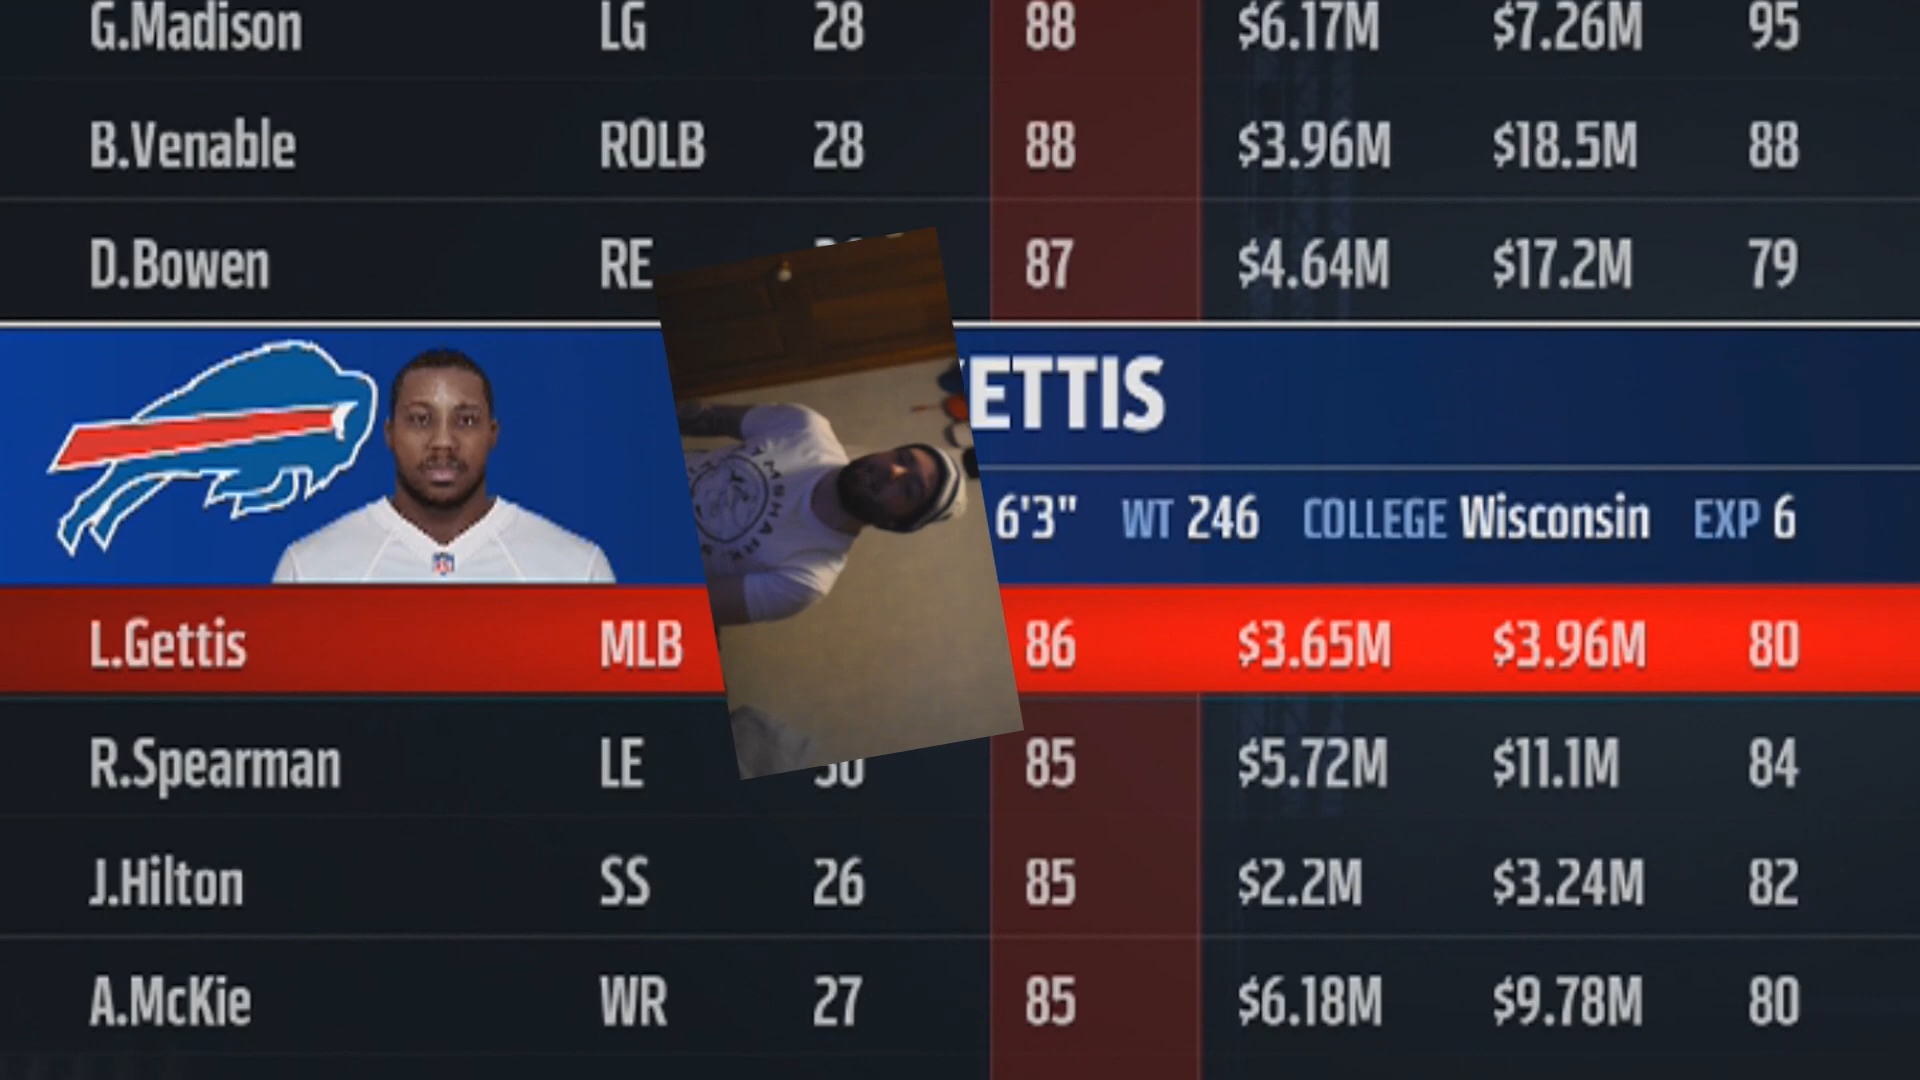 G.Madison LG 28 88 $6.17M $7.26M 95
B.Venable ROLB 28 88 $3.96M $18.5M 88
D.Bowen RE 87 $4.64M $17.2M 79
ETTIS
6'3" WT 246 COLLEGE Wisconsin EXP 6
L.Gettis MLB 86 $3.65M $3.96M 80
R.Spearman LE 85 $5.72M $11.1M 84
J.Hilton SS 26 85 $2.2M $3.24M 82
A.McKie WR 27 85 $6.18M $9.78M 80